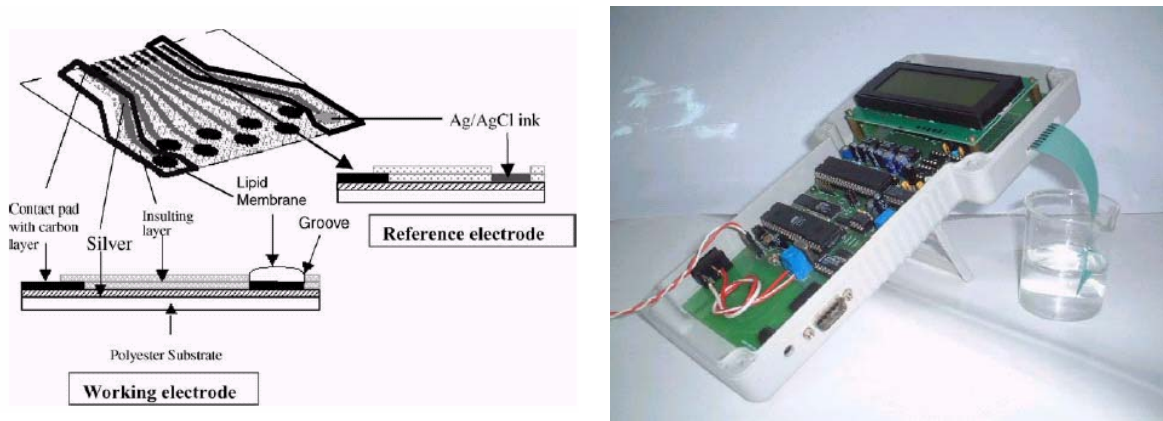 Ag/AgCl ink
Lipid
Membrane
Contact pad
with carbon
layer
Silver
Insulting
layer
Groove
Reference electrode
Polyester Substrate
Working electrode